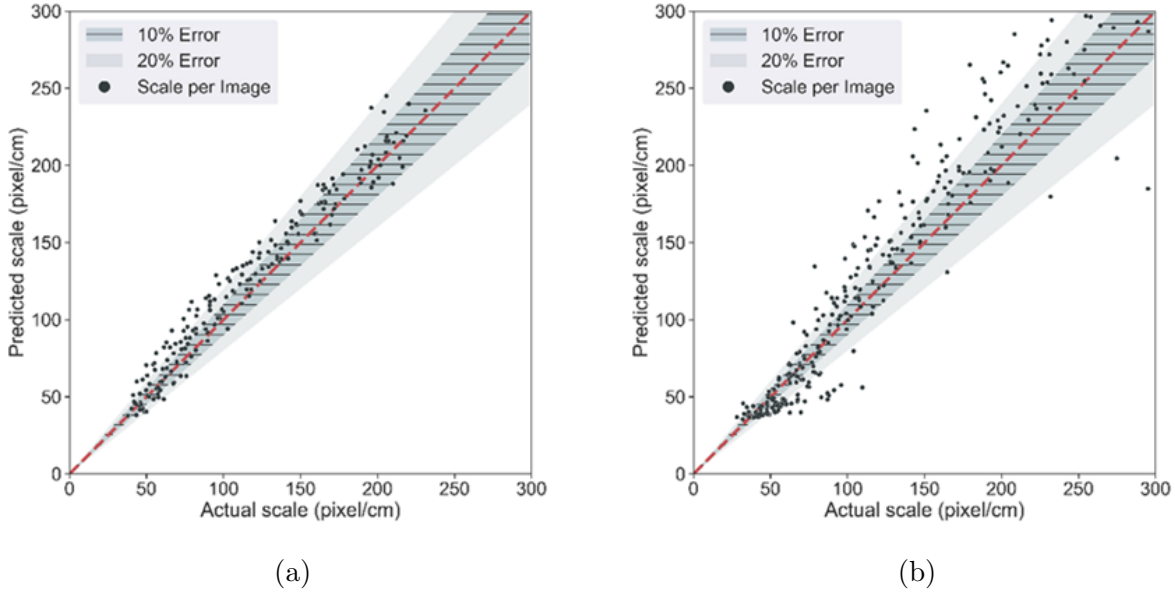 300
250
200
150
100
50
0
Predicted scale (pixel/cm)
10% Error
20% Error
Scale per Image
0 50 100 150 200 250 300
Actual scale (pixel/cm)
(a)
300
250
200
150
100
50
0
Predicted scale (pixel/cm)
10% Error
20% Error
Scale per Image
0 50 100 150 200 250 300
Actual scale (pixel/cm)
(b)